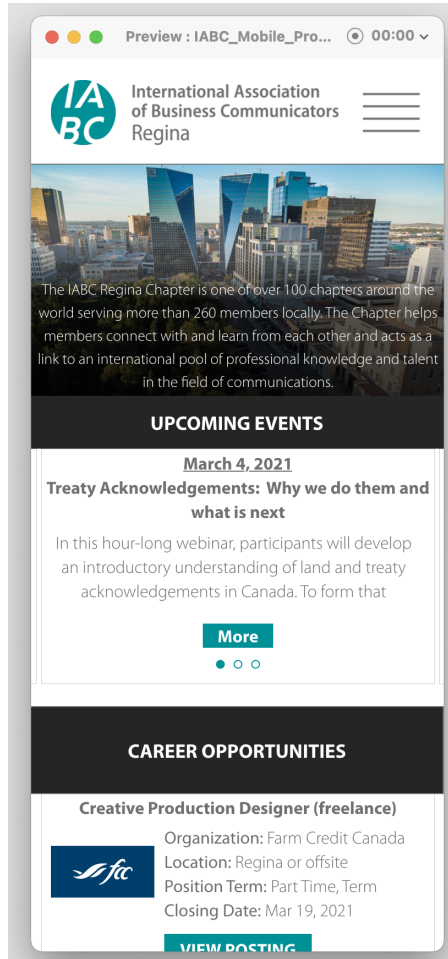 Preview : IABC_Mobile_Pro... 00:00
IA
BC
International Association
of Business Communicators
Regina
The IABC Regina Chapter is one of over 100 chapters around the
world serving more than 260 members locally. The Chapter helps
members connect with and learn from each other and acts as a
link to an international pool of professional knowledge and talent
in the field of communications.
UPCOMING EVENTS
March 4, 2021
Treaty Acknowledgements:  Why we do them and
what is next
In this hour-long webinar, participants will develop
an introductory understanding of land and treaty
acknowledgements in Canada. To form that
More
CAREER OPPORTUNITIES
Creative Production Designer (freelance)
fcc
Organization: Farm Credit Canada
Location: Regina or offsite
Position Term: Part Time, Term
Closing Date: Mar 19, 2021
VIEW POSTING